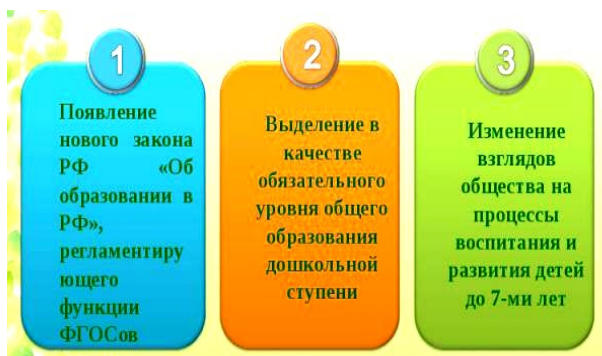 1
Появление
нового закона
РФ «Об
образовании в
РФ»,
регламентиру
ющего
функции
ФГОСов
2
Выделение в
качестве
обязательного
уровня общего
образования
дошкольной
ступени
3
Изменение
взглядов
общества на
процессы
воспитания и
развития детей
до 7-ми лет